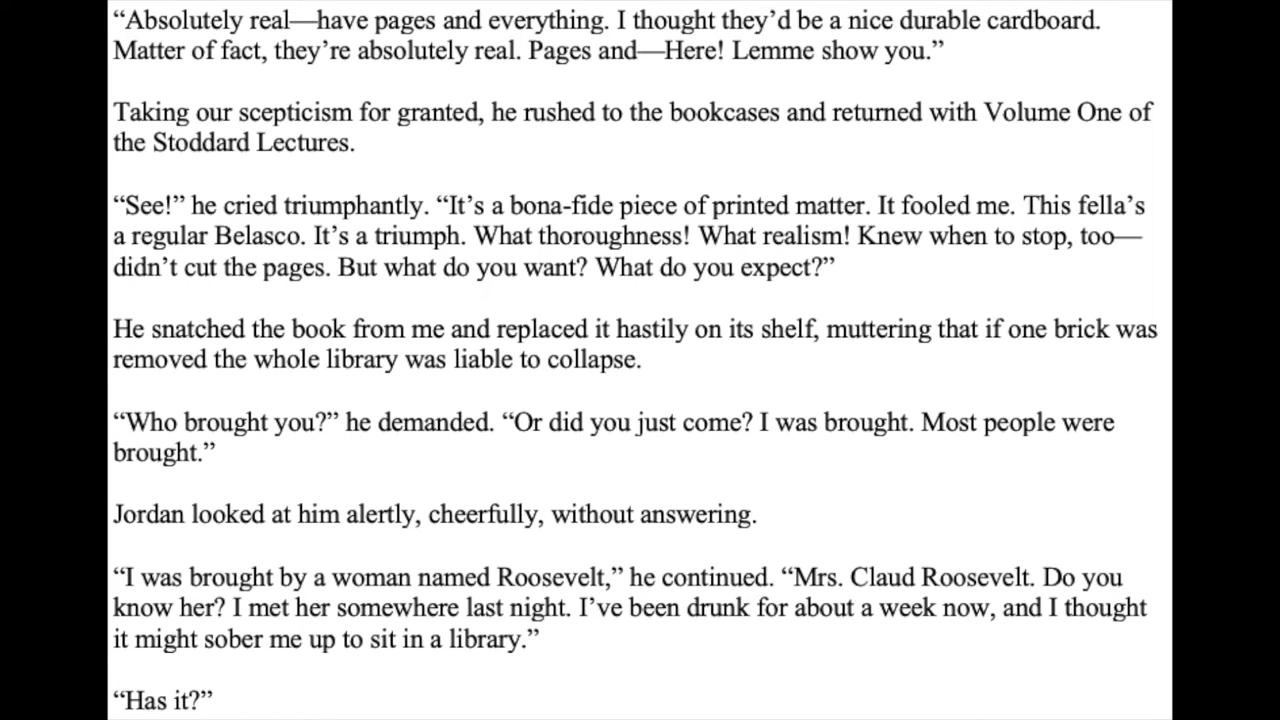 “Absolutely real—have pages and everything. I thought they’d be a nice durable cardboard.
Matter of fact, they’re absolutely real. Pages and—Here! Lemme show you.”
Taking our scepticism for granted, he rushed to the bookcases and returned with Volume One of
the Stoddard Lectures.
“See!” he cried triumphantly. “It’s a bona-fide piece of printed matter. It fooled me. This fella’s
a regular Belasco. It’s a triumph. What thoroughness! What realism! Knew when to stop, too—
didn’t cut the pages. But what do you want? What do you expect?”
He snatched the book from me and replaced it hastily on its shelf, muttering that if one brick was
removed the whole library was liable to collapse.
“Who brought you?” he demanded. “Or did you just come? I was brought. Most people were
brought.”
Jordan looked at him alertly, cheerfully, without answering.
“I was brought by a woman named Roosevelt,” he continued. “Mrs. Claud Roosevelt. Do you
know her? I met her somewhere last night. I’ve been drunk for about a week now, and I thought
it might sober me up to sit in a library.”
“Has it?”